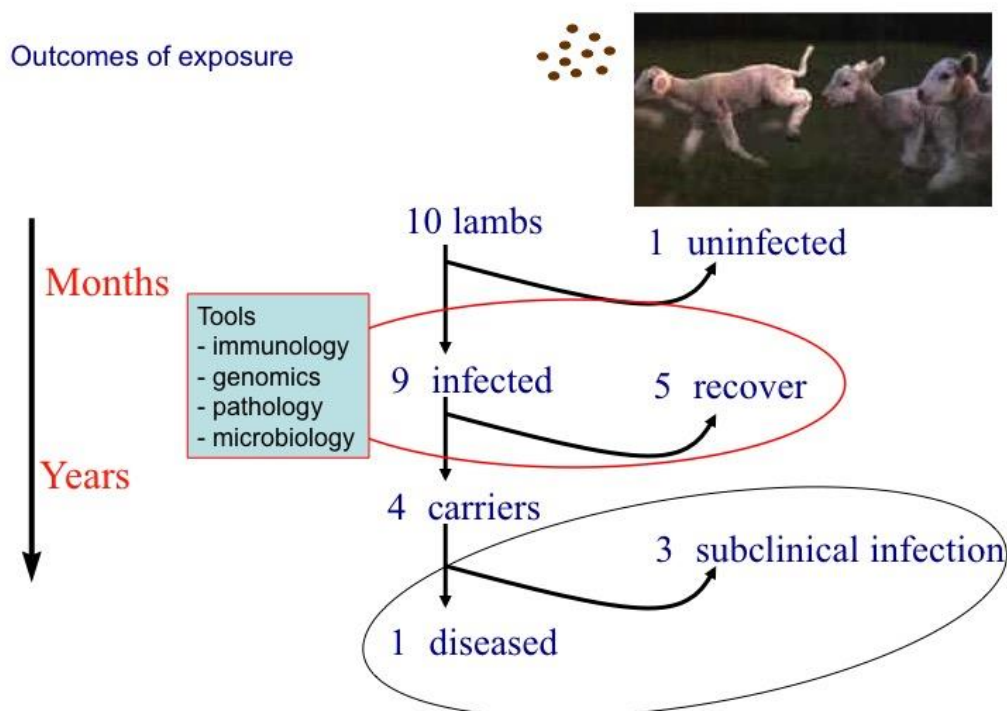 Outcomes of exposure
10 lambs
1 uninfected
Months
Tools
- immunology
- genomics
- pathology
- microbiology
9 infected
5 recover
Years
4 carriers
3 subclinical infection
1 diseased